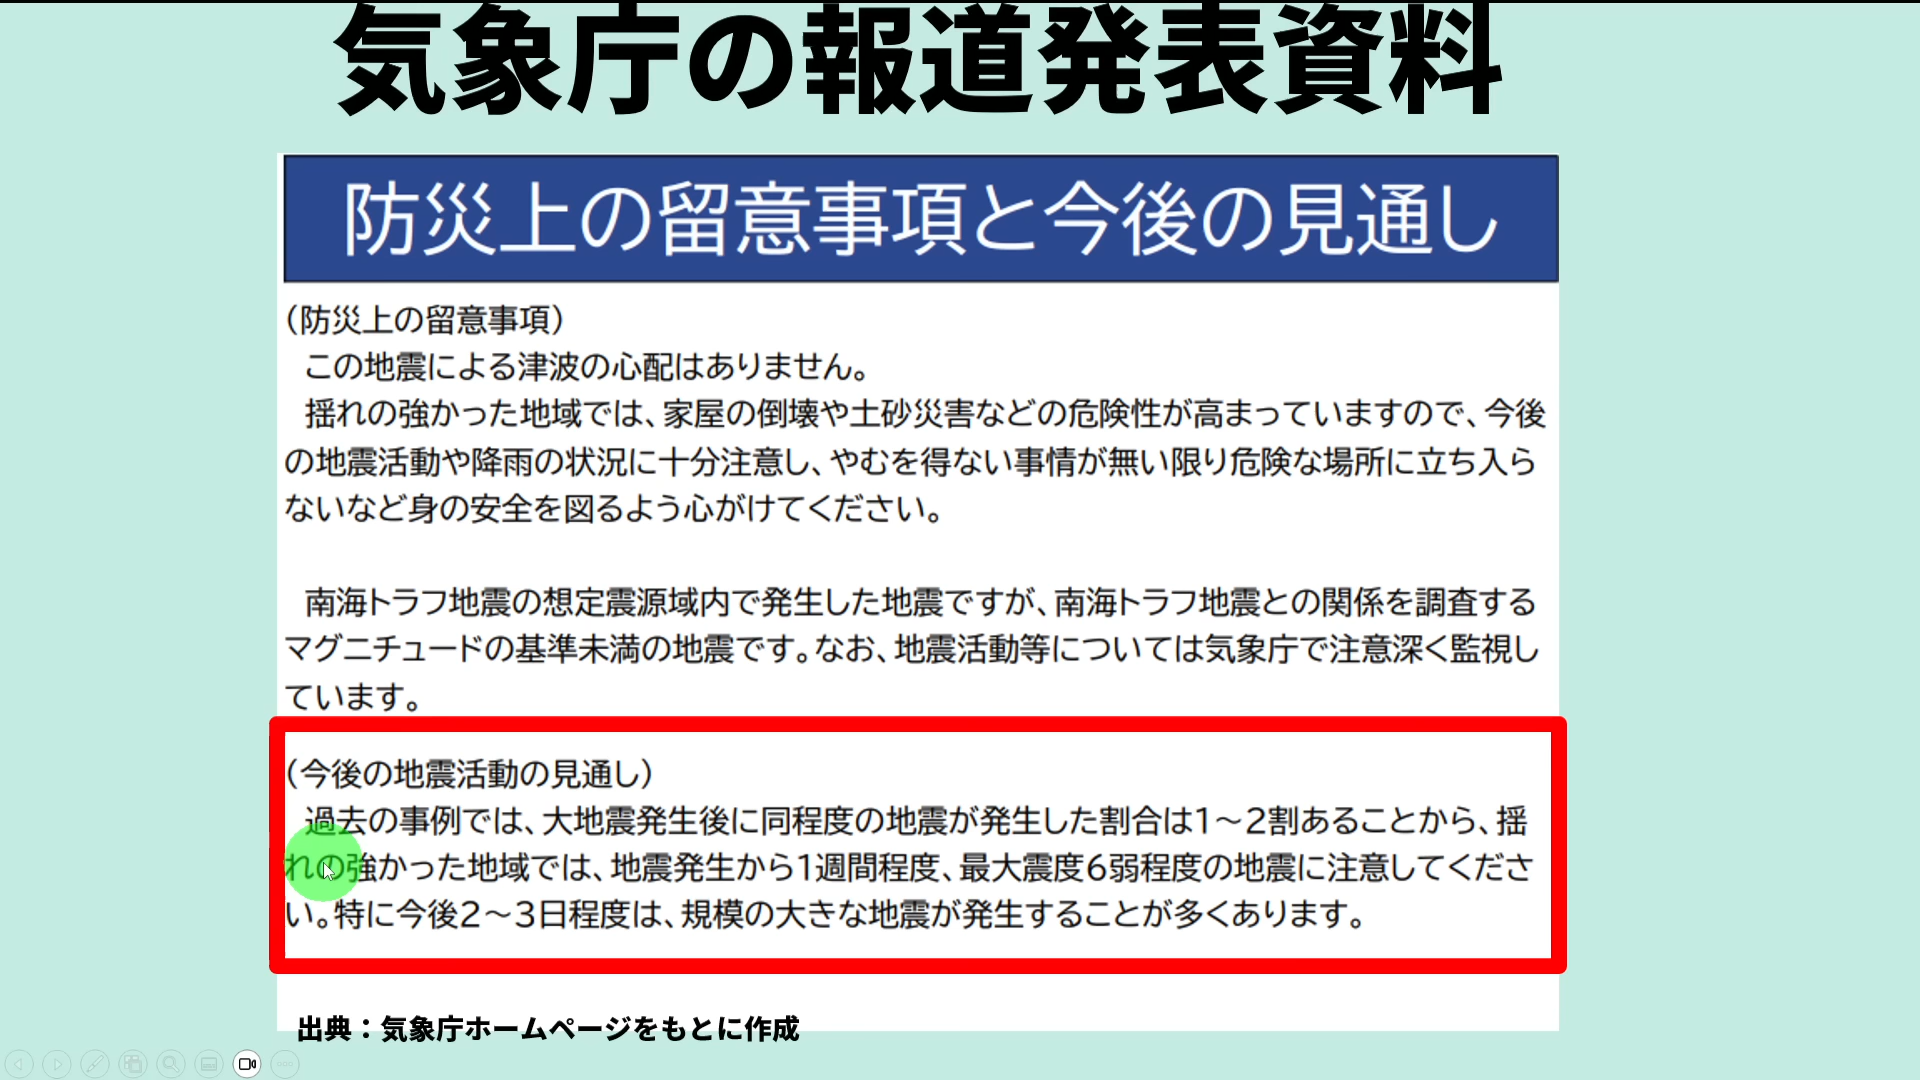 気象庁の報道発表資料
防災上の留意事項と今後の見通し
（防災上の留意事項）
この地震による津波の心配はありません。
揺れの強かった地域では、家屋の倒壊や土砂災害などの危険性が高まっていますので、今後
の地震活動や降雨の状況に十分注意し、やむを得ない事情が無い限り危険な場所に立ち入ら
ないなど身の安全を図るよう心がけてください。
南海トラフ地震の想定震源域内で発生した地震ですが、南海トラフ地震との関係を調査する
マグニチュードの基準未満の地震です。なお、地震活動等については気象庁で注意深く監視し
ています。
（今後の地震活動の見通し）
過去の事例では、大地震発生後に同程度の地震が発生した割合は1～2割あることから、揺
れの強かった地域では、地震発生から1週間程度、最大震度6弱程度の地震に注意してくださ
い。特に今後2～3日程度は、規模の大きな地震が発生することが多くあります。
出典：気象庁ホームページをもとに作成